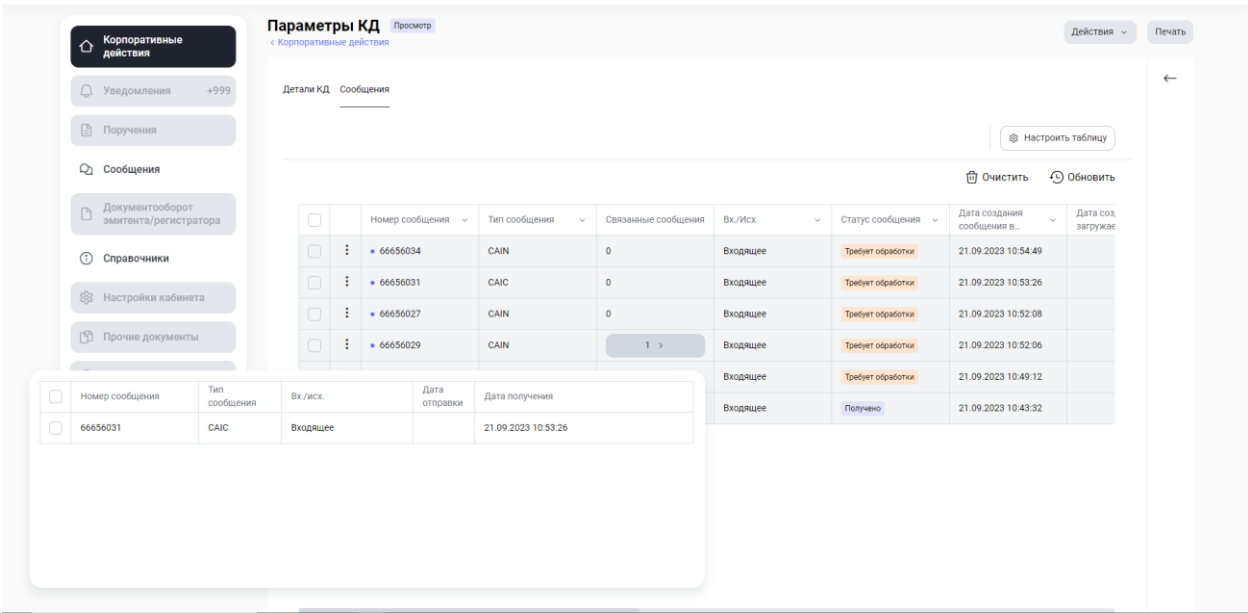 Параметры КД Просмотр
< Корпоративные действия
Действия
Печать
Корпоративные
действия
Уведомления +999
Поручения
Сообщения
Документооборот
эмитента/регистратора
Справочники
Настройки кабинета
Прочие документы
Детали КД Сообщения
Настроить таблицу
Очистить Обновить
Номер сообщения Тип сообщения Связанные сообщения Вх./Исх. Статус сообщения Дата создания сообщения в... Дата соз, загружае
66656034 CAIN 0 Входящее Требует обработки 21.09.2023 10:54:49
66656031 CAIC 0 Входящее Требует обработки 21.09.2023 10:53:26
66656027 CAIN 0 Входящее Требует обработки 21.09.2023 10:52:08
66656029 CAIN 1 > Входящее Требует обработки 21.09.2023 10:52:06
Входящее Требует обработки 21.09.2023 10:49:12
Входящее Получено 21.09.2023 10:43:32
Номер сообщения Тип сообщения Вх./исх. Дата отправки Дата получения
66656031 CAIC Входящее 21.09.2023 10:53:26